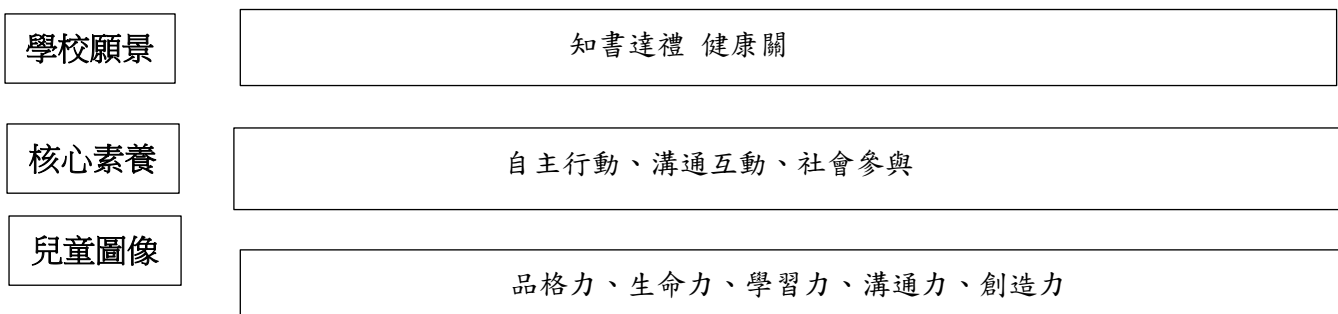 學校願景
知書達禮 健康關
核心素養
自主行動、溝通互動、社會參與
兒童圖像
品格力、生命力、學習力、溝通力、創造力